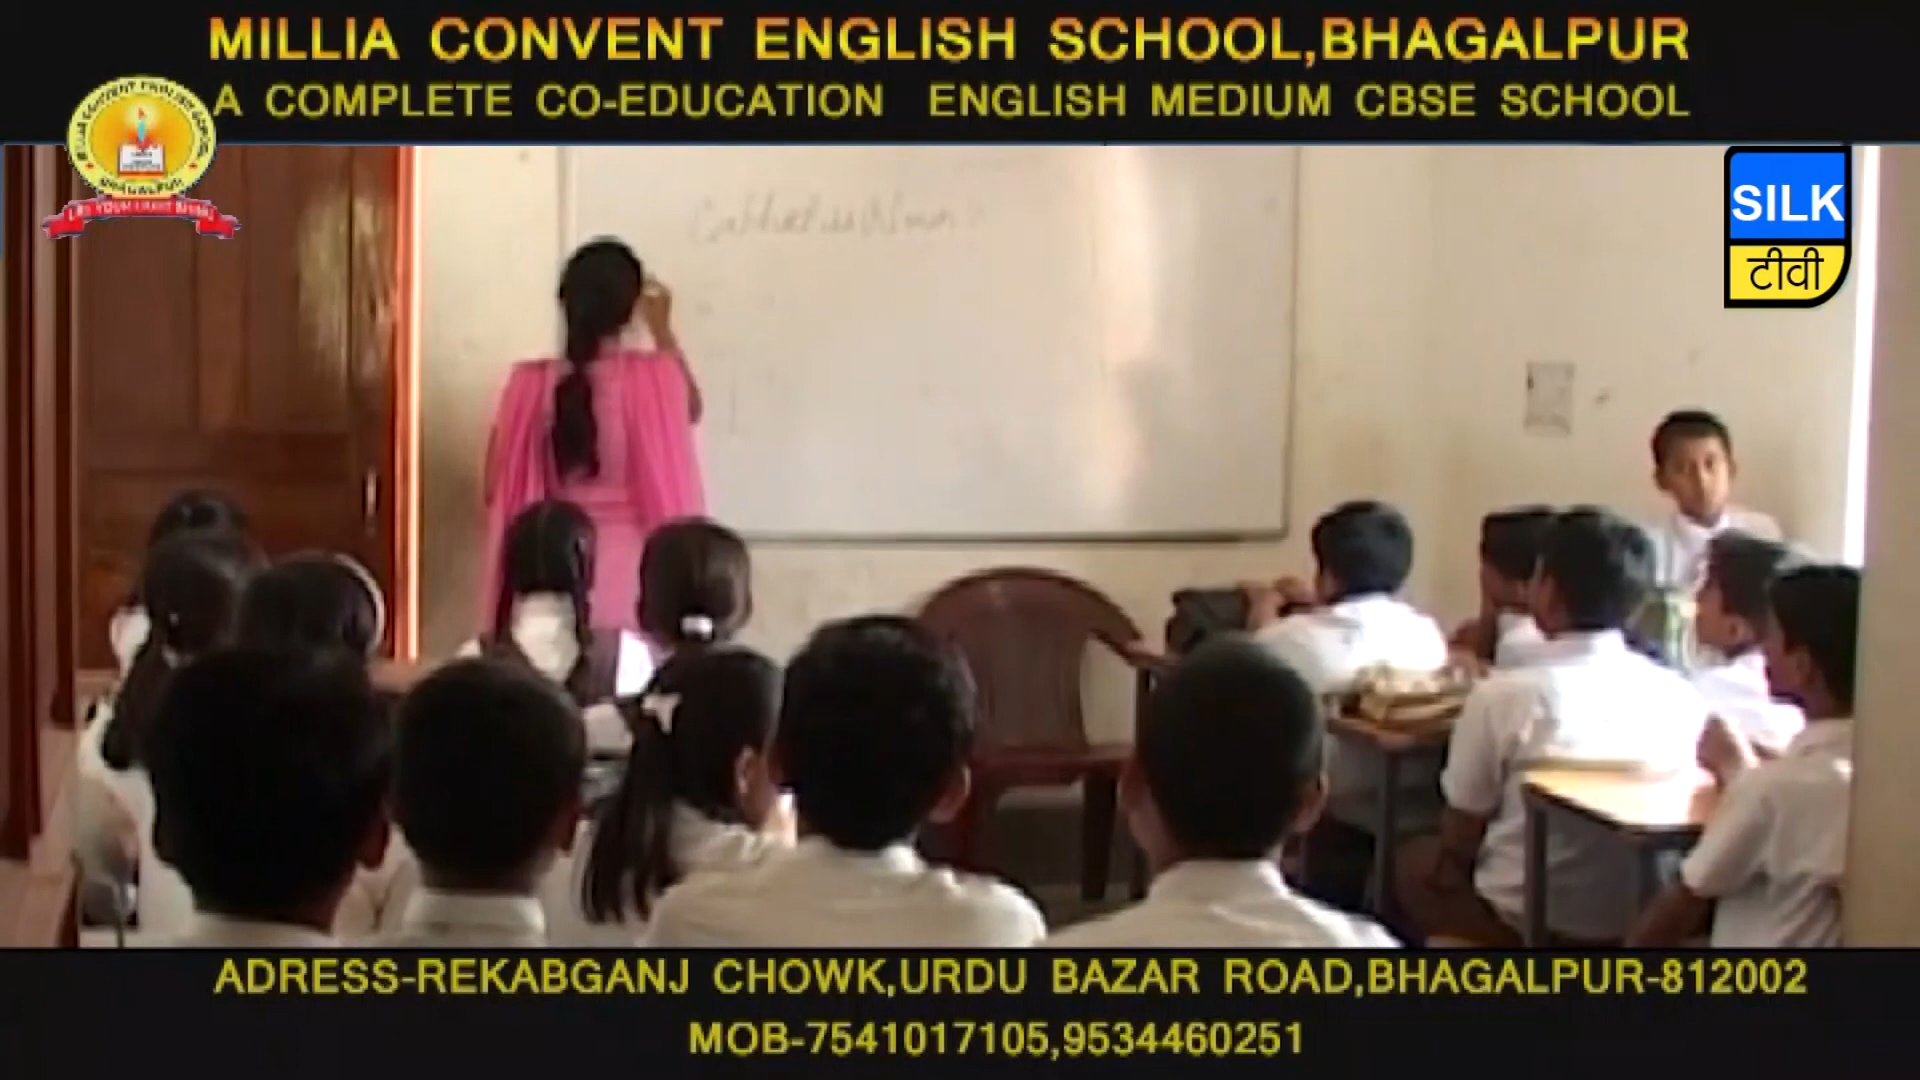 MILLIA CONVENT ENGLISH SCHOOL,BHAGALPUR
A COMPLETE CO-EDUCATION ENGLISH MEDIUM CBSE SCHOOL
BHAGALPUR
SILK
टीवी
ADRESS-REKABGANJ CHOWK,URDU BAZAR ROAD,BHAGALPUR-812002
MOB-7541017105,9534460251